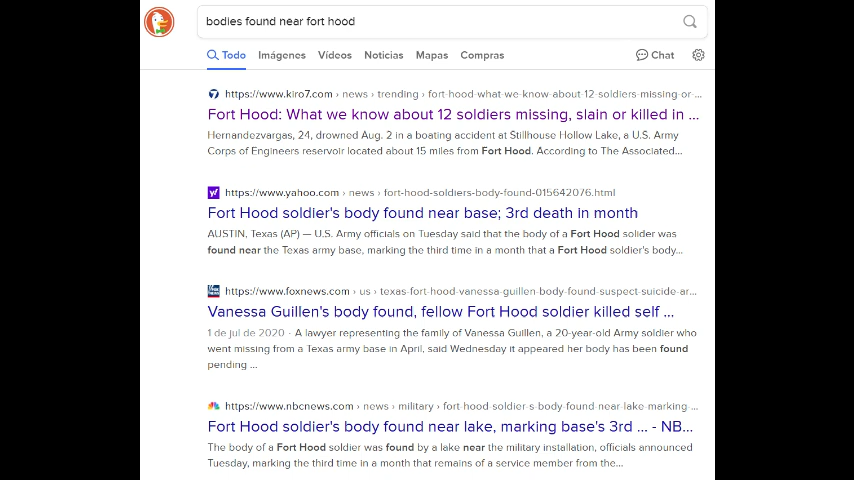 bodies found near fort hood
Todo Imágenes Vídeos Noticias Mapas Compras Chat
https://www.kiro7.com › news › trending › fort-hood-what-we-know-about-12-soldiers-missing-or-...
Fort Hood: What we know about 12 soldiers missing, slain or killed in ...
Hernandezvargas, 24, drowned Aug. 2 in a boating accident at Stillhouse Hollow Lake, a U.S. Army
Corps of Engineers reservoir located about 15 miles from Fort Hood. According to The Associated...
https://www.yahoo.com › news › fort-hood-soldiers-body-found-015642076.html
Fort Hood soldier's body found near base; 3rd death in month
AUSTIN, Texas (AP) — U.S. Army officials on Tuesday said that the body of a Fort Hood solider was
found near the Texas army base, marking the third time in a month that a Fort Hood soldier's body...
https://www.foxnews.com › us › texas-fort-hood-vanessa-guillen-body-found-suspect-suicide-ar...
Vanessa Guillen's body found, fellow Fort Hood soldier killed self ...
1 de jul de 2020 · A lawyer representing the family of Vanessa Guillen, a 20-year-old Army soldier who
went missing from a Texas army base in April, said Wednesday it appeared her body has been found
pending ...
https://www.nbcnews.com › news › military › fort-hood-soldier-s-body-found-near-lake-marking-...
Fort Hood soldier's body found near lake, marking base's 3rd ... - NB...
The body of a Fort Hood soldier was found by a lake near the military installation, officials announced
Tuesday, marking the third time in a month that remains of a service member from the...